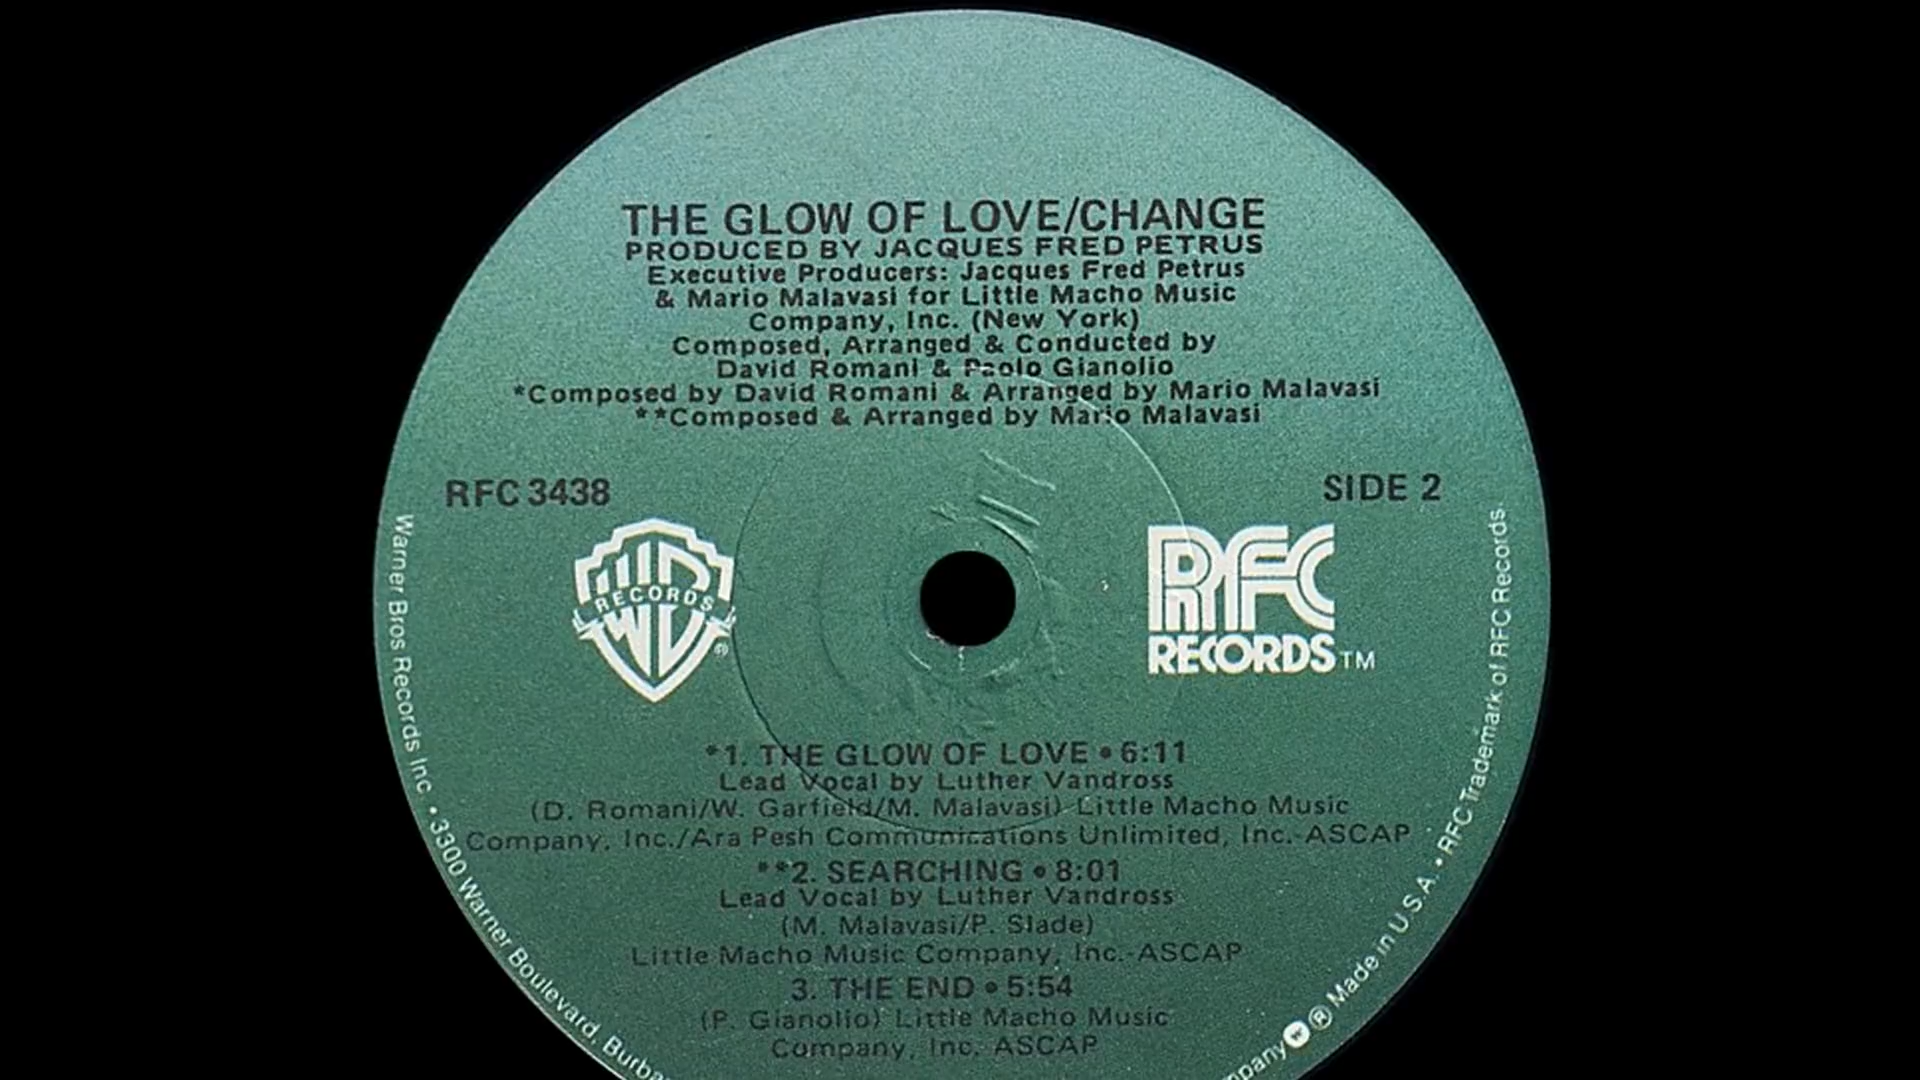 THE GLOW OF LOVE/CHANGE
PRODUCED BY JACQUES FRED PETRUS
Executive Producers: Jacques Fred Petrus
& Mario Malavasi for Little Macho Music
Company, Inc. (New York)
Composed, Arranged & Conducted by
David Romani & Paolo Gianolio
*Composed by David Romani & Arranged by Mario Malavasi
**Composed & Arranged by Mario Malavasi
RFC 3438
SIDE 2
WB RECORDS ®
RFC
RECORDS TM
*1. THE GLOW OF LOVE • 6:11
Lead Vocal by Luther Vandross
(D. Romani/W. Garfield/M. Malavasi) Little Macho Music
Company, Inc./Ara Pesh Communications Unlimited, Inc.-ASCAP
**2. SEARCHING • 8:01
Lead Vocal by Luther Vandross
(M. Malavasi/P. Slade)
Little Macho Music Company, Inc.-ASCAP
3. THE END • 5:54
(P. Gianolio) Little Macho Music
Company, Inc. ASCAP
Warner Bros Records Inc. • 3300 Warner Boulevard, Burba
mpany W ® Made in U.S.A. • RFC Trademark of RFC Records